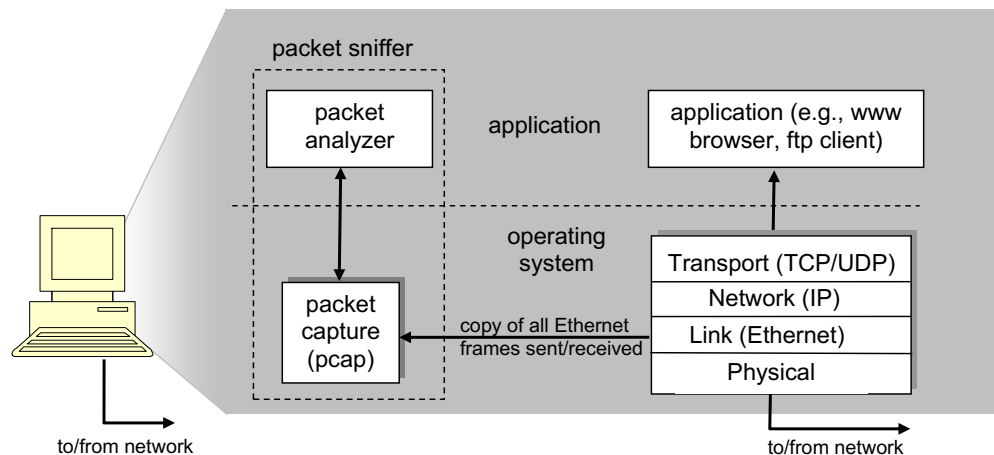 packet sniffer
packet
analyzer
application
application (e.g., www
browser, ftp client)
operating
system
packet
capture
(pcap)
copy of all Ethernet
frames sent/received
Transport (TCP/UDP)
Network (IP)
Link (Ethernet)
Physical
to/from network
to/from network